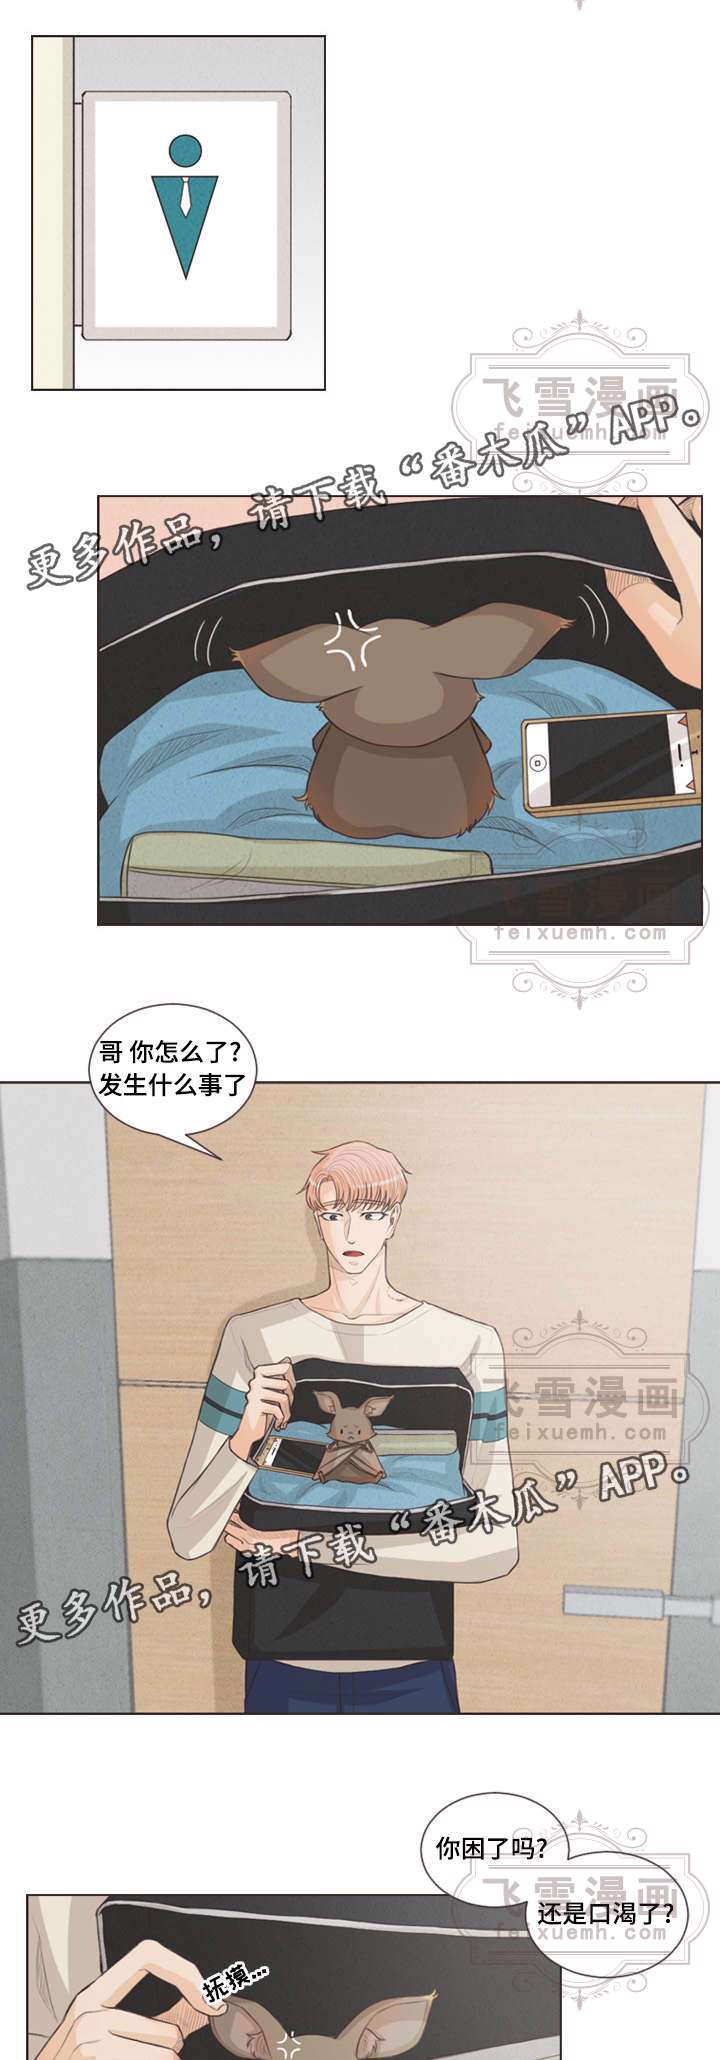 飞雪漫画
feixuemh.com
更多作品，请下载“番木瓜”APP。
飞雪漫画
feixuemh.com
哥 你怎么了?
发生什么事了
飞雪漫画
feixuemh.com
更多作品，请下载“番木瓜”APP。
你困了吗?
还是口渴了?
飞雪漫画
feixuemh.com
抚摸...